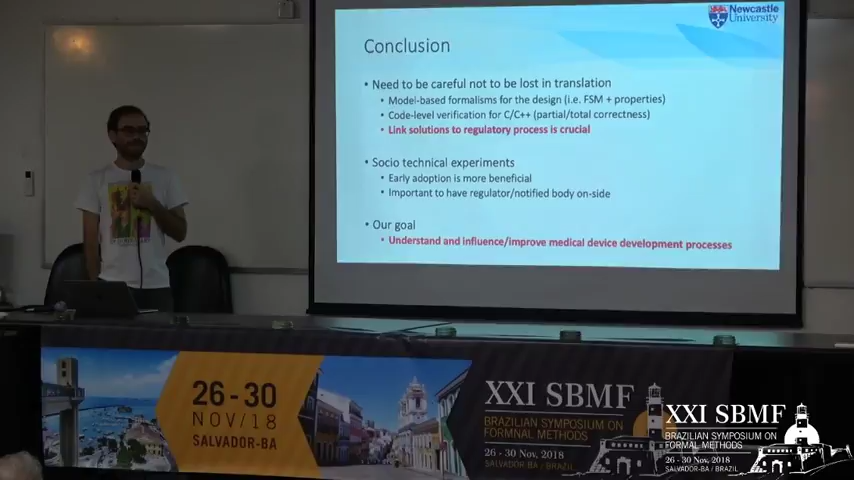 Newcastle
University
Conclusion
• Need to be careful not to be lost in translation
• Model-based formalisms for the design (i.e. FSM + properties)
• Code-level verification for C/C++ (partial/total correctness)
• Link solutions to regulatory process is crucial
• Socio technical experiments
• Early adoption is more beneficial
• Important to have regulator/notified body on-side
• Our goal
• Understand and influence/improve medical device development processes
26 - 30
NOV/18
SALVADOR-BA
XXI SBMF
BRAZILIAN SYMPOSIUM ON
FORMNAL METHODS
26 - 30 Nov, 2018
SALVADOR-BA / BRAZIL
XXI SBMF
BRAZILIAN SYMPOSIUM ON
FORMAL METHODS
26 - 30 Nov, 2018
SALVADOR-BA / BRAZIL